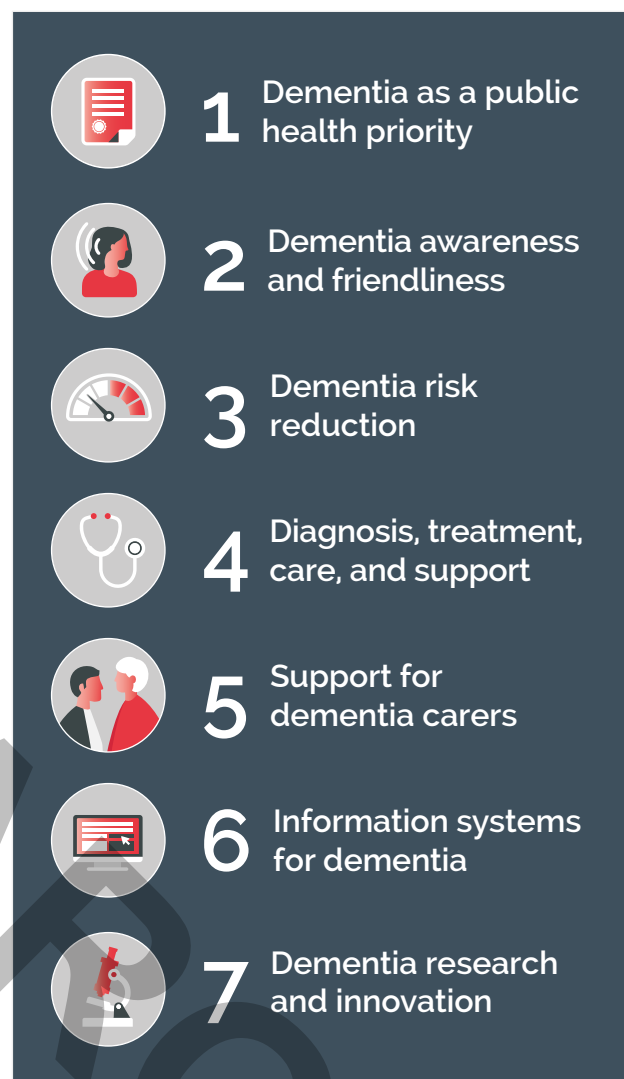 1 Dementia as a public
health priority
2 Dementia awareness
and friendliness
3 Dementia risk
reduction
4 Diagnosis, treatment,
care, and support
5 Support for
dementia carers
6 Information systems
for dementia
7 Dementia research
and innovation